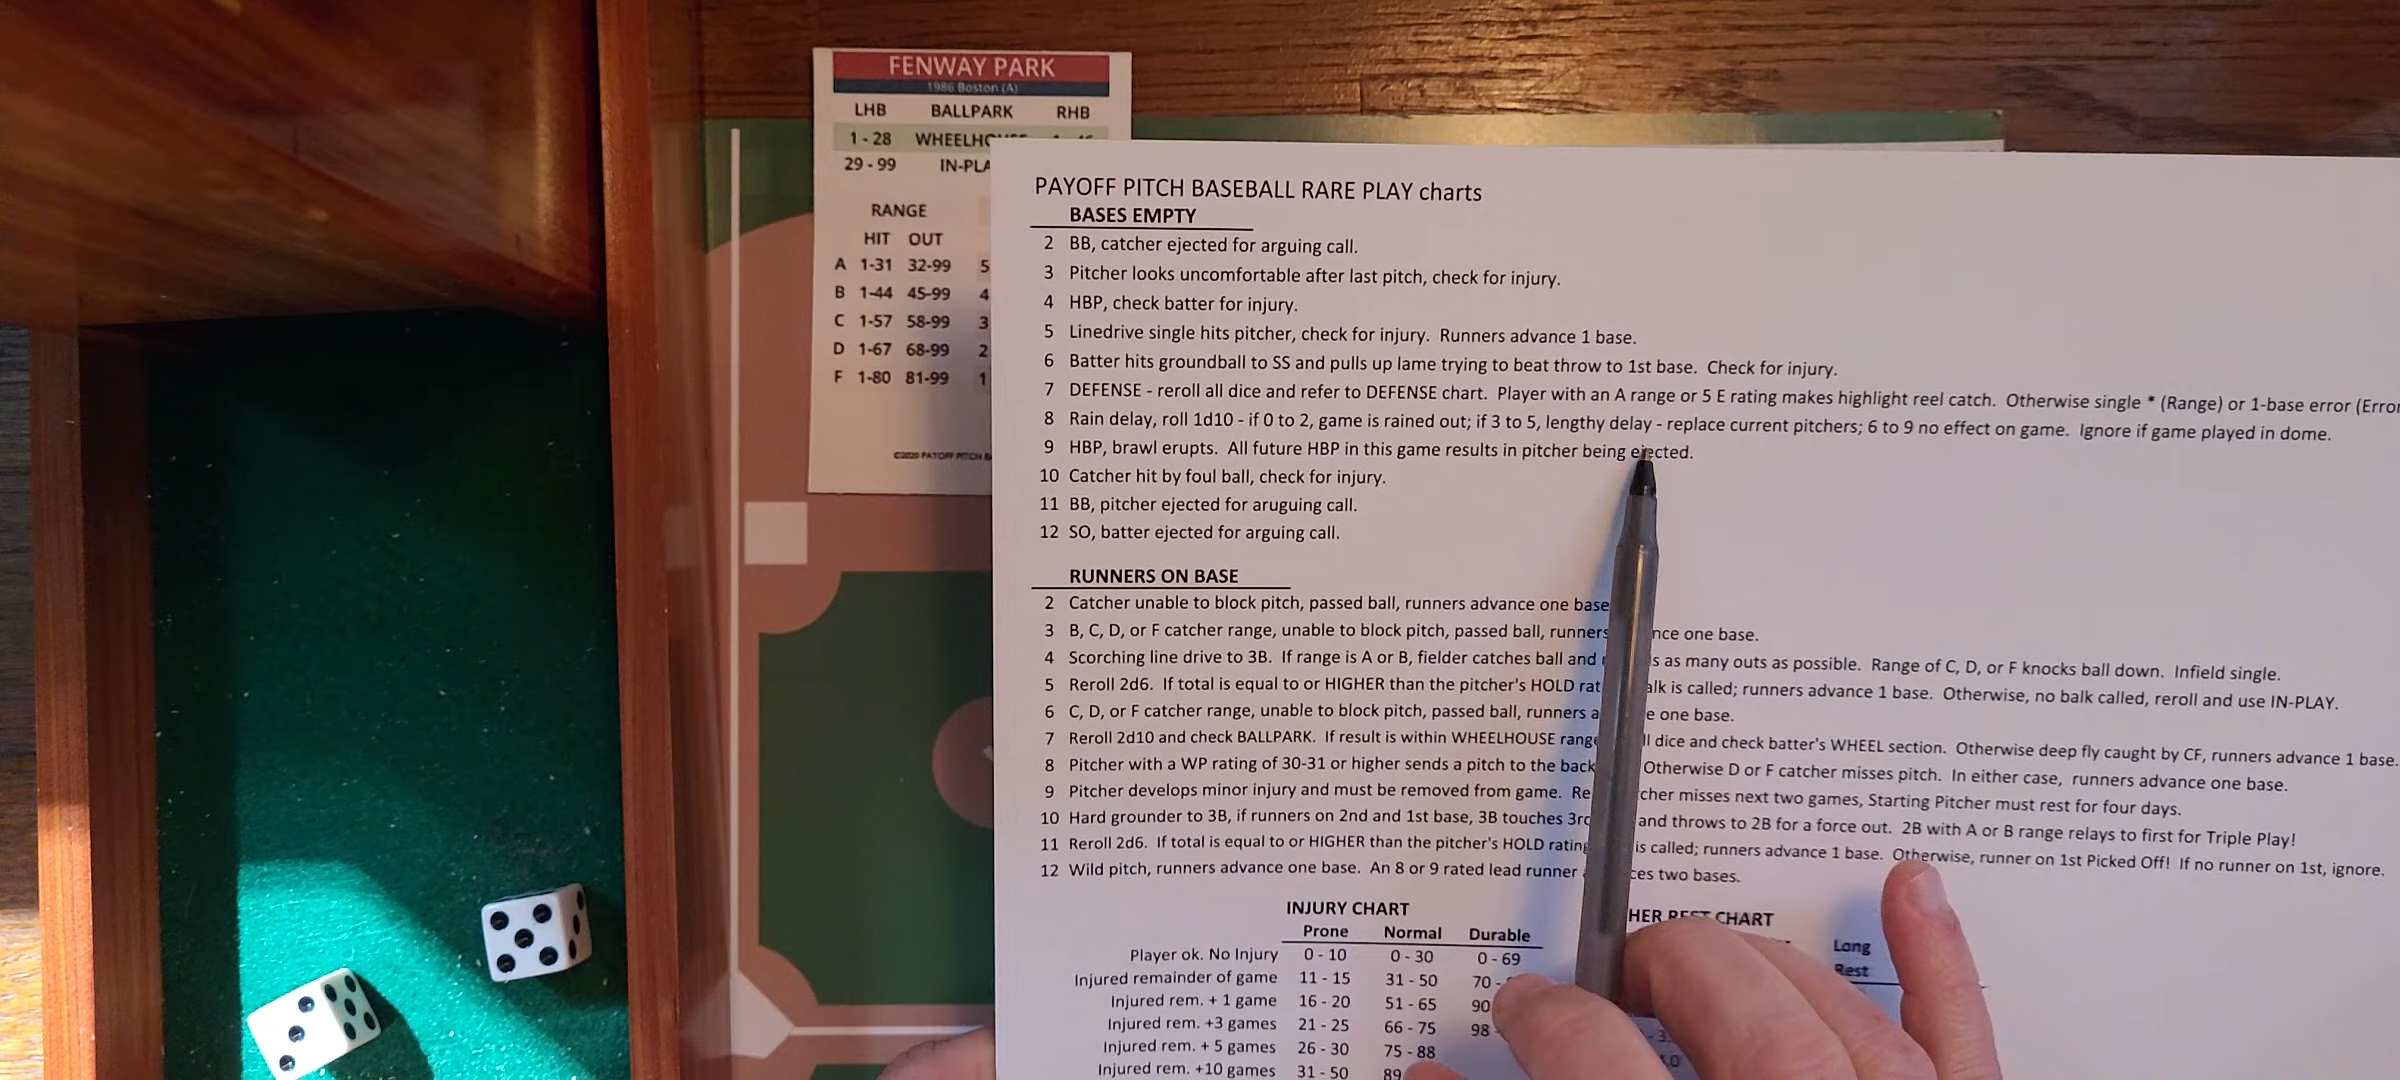 FENWAY PARK
1986 Boston (A)
LHB BALLPARK RHB
1 - 28
29 - 99
RANGE
HIT OUT
A 1-31 32-99 5
B 1-44 45-99 4
C 1-57 58-99 3
D 1-67 68-99 2
F 1-80 81-99 1
©2020 PAYOFF PITCH
PAYOFF PITCH BASEBALL RARE PLAY charts
BASES EMPTY
2 BB, catcher ejected for arguing call.
3 Pitcher looks uncomfortable after last pitch, check for injury.
4 HBP, check batter for injury.
5 Linedrive single hits pitcher, check for injury. Runners advance 1 base.
6 Batter hits groundball to SS and pulls up lame trying to beat throw to 1st base. Check for injury.
7 DEFENSE - reroll all dice and refer to DEFENSE chart. Player with an A range or 5 E rating makes highlight reel catch. Otherwise single * (Range) or 1-base error (Error
8 Rain delay, roll 1d10 - if 0 to 2, game is rained out; if 3 to 5, lengthy delay - replace current pitchers; 6 to 9 no effect on game. Ignore if game played in dome.
9 HBP, brawl erupts. All future HBP in this game results in pitcher being ejected.
10 Catcher hit by foul ball, check for injury.
11 BB, pitcher ejected for aruguing call.
12 SO, batter ejected for arguing call.
RUNNERS ON BASE
2 Catcher unable to block pitch, passed ball, runners advance one base
3 B, C, D, or F catcher range, unable to block pitch, passed ball, runners nce one base.
4 Scorching line drive to 3B. If range is A or B, fielder catches ball and s as many outs as possible. Range of C, D, or F knocks ball down. Infield single.
5 Reroll 2d6. If total is equal to or HIGHER than the pitcher's HOLD rat alk is called; runners advance 1 base. Otherwise, no balk called, reroll and use IN-PLAY.
6 C, D, or F catcher range, unable to block pitch, passed ball, runners a e one base.
7 Reroll 2d10 and check BALLPARK. If result is within WHEELHOUSE rang ll dice and check batter's WHEEL section. Otherwise deep fly caught by CF, runners advance 1 base.
8 Pitcher with a WP rating of 30-31 or higher sends a pitch to the back Otherwise D or F catcher misses pitch. In either case, runners advance one base.
9 Pitcher develops minor injury and must be removed from game. Re cher misses next two games, Starting Pitcher must rest for four days.
10 Hard grounder to 3B, if runners on 2nd and 1st base, 3B touches 3rd and throws to 2B for a force out. 2B with A or B range relays to first for Triple Play!
11 Reroll 2d6. If total is equal to or HIGHER than the pitcher's HOLD rating is called; runners advance 1 base. Otherwise, runner on 1st Picked Off! If no runner on 1st, ignore.
12 Wild pitch, runners advance one base. An 8 or 9 rated lead runner ces two bases.
INJURY CHART
Prone Normal Durable
Player ok. No Injury 0 - 10 0 - 30 0 - 69
Injured remainder of game 11 - 15 31 - 50 70 -
Injured rem. + 1 game 16 - 20 51 - 65 90
Injured rem. +3 games 21 - 25 66 - 75 98
Injured rem. + 5 games 26 - 30 75 - 88
Injured rem. +10 games 31 - 50 89
HER REST CHART
Long
Rest